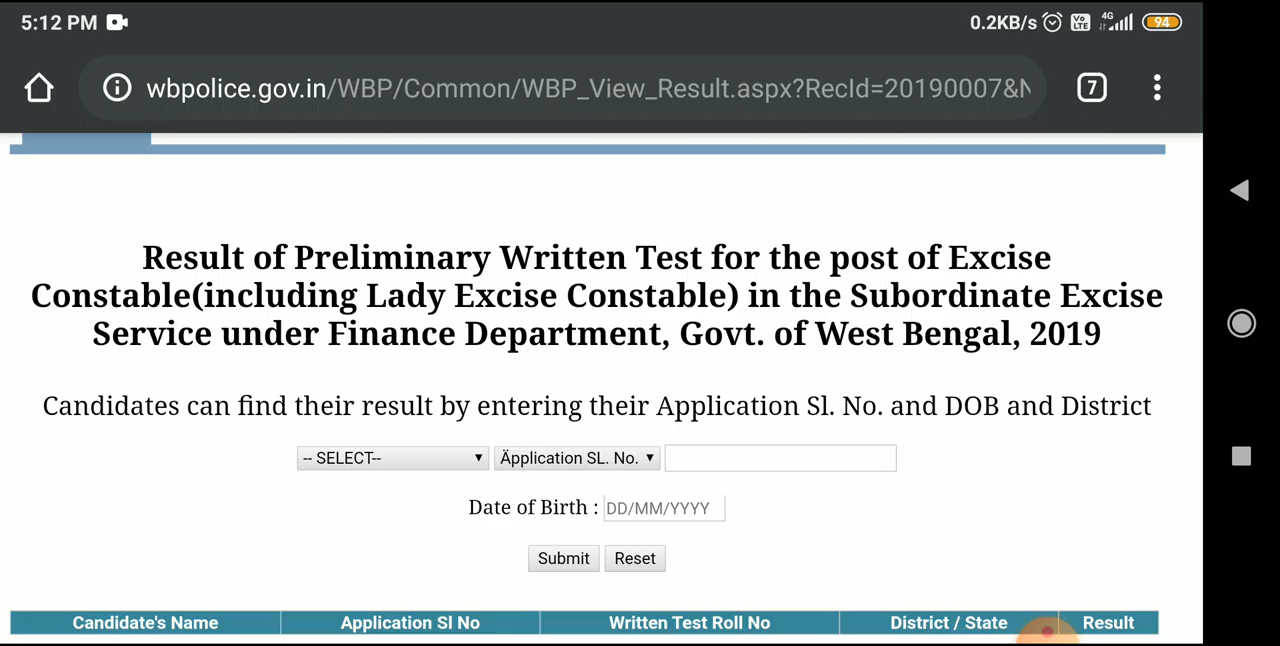 5:12 PM 0.2KB/s Vo LTE 4G 94
wbpolice.gov.in/WBP/Common/WBP_View_Result.aspx?RecId=20190007&N 7
Result of Preliminary Written Test for the post of Excise
Constable(including Lady Excise Constable) in the Subordinate Excise
Service under Finance Department, Govt. of West Bengal, 2019
Candidates can find their result by entering their Application Sl. No. and DOB and District
-- SELECT-- Äpplication SL. No.
Date of Birth : DD/MM/YYYY
Submit Reset
Candidate's Name Application Sl No Written Test Roll No District / State Result